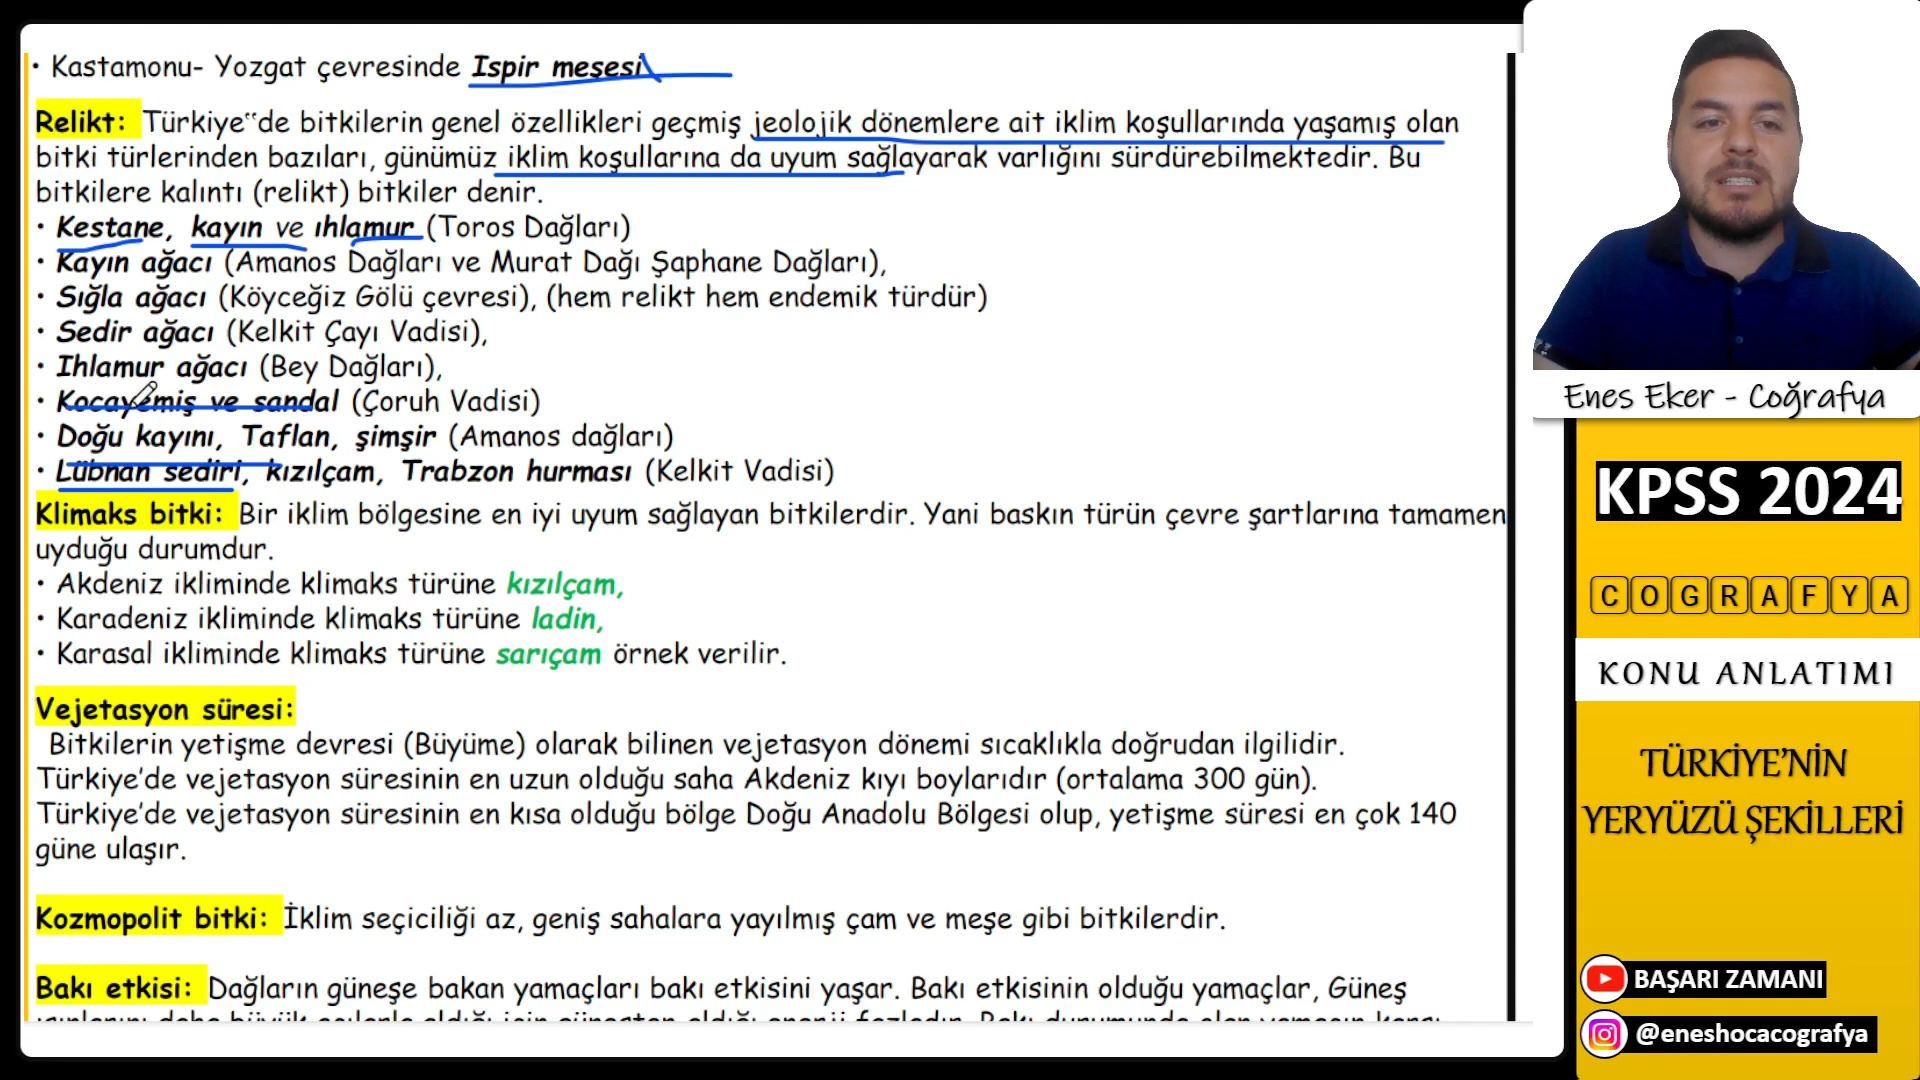 • Kastamonu- Yozgat çevresinde Ispir meşesi
Relikt: Türkiye‟de bitkilerin genel özellikleri geçmiş jeolojik dönemlere ait iklim koşullarında yaşamış olan
bitki türlerinden bazıları, günümüz iklim koşullarına da uyum sağlayarak varlığını sürdürebilmektedir. Bu
bitkilere kalıntı (relikt) bitkiler denir.
• Kestane, kayın ve ıhlamur (Toros Dağları)
• Kayın ağacı (Amanos Dağları ve Murat Dağı Şaphane Dağları),
• Sığla ağacı (Köyceğiz Gölü çevresi), (hem relikt hem endemik türdür)
• Sedir ağacı (Kelkit Çayı Vadisi),
• Ihlamur ağacı (Bey Dağları),
• Kocayemiş ve sandal (Çoruh Vadisi)
• Doğu kayını, Taflan, şimşir (Amanos dağları)
• Lübnan sediri, kızılçam, Trabzon hurması (Kelkit Vadisi)
Klimaks bitki: Bir iklim bölgesine en iyi uyum sağlayan bitkilerdir. Yani baskın türün çevre şartlarına tamamen
uyduğu durumdur.
• Akdeniz ikliminde klimaks türüne kızılçam,
• Karadeniz ikliminde klimaks türüne ladin,
• Karasal ikliminde klimaks türüne sarıçam örnek verilir.
Vejetasyon süresi:
Bitkilerin yetişme devresi (Büyüme) olarak bilinen vejetasyon dönemi sıcaklıkla doğrudan ilgilidir.
Türkiye'de vejetasyon süresinin en uzun olduğu saha Akdeniz kıyı boylarıdır (ortalama 300 gün).
Türkiye'de vejetasyon süresinin en kısa olduğu bölge Doğu Anadolu Bölgesi olup, yetişme süresi en çok 140
güne ulaşır.
Kozmopolit bitki: İklim seçiciliği az, geniş sahalara yayılmış çam ve meşe gibi bitkilerdir.
Bakı etkisi: Dağların güneşe bakan yamaçları bakı etkisini yaşar. Bakı etkisinin olduğu yamaçlar, Güneş
Enes Eker - Coğrafya
KPSS 2024
COGRAFYA
KONU ANLATIMI
TÜRKİYE'NİN
YERYÜZÜ ŞEKİLLERİ
BAŞARI ZAMANI
@eneshocacografya